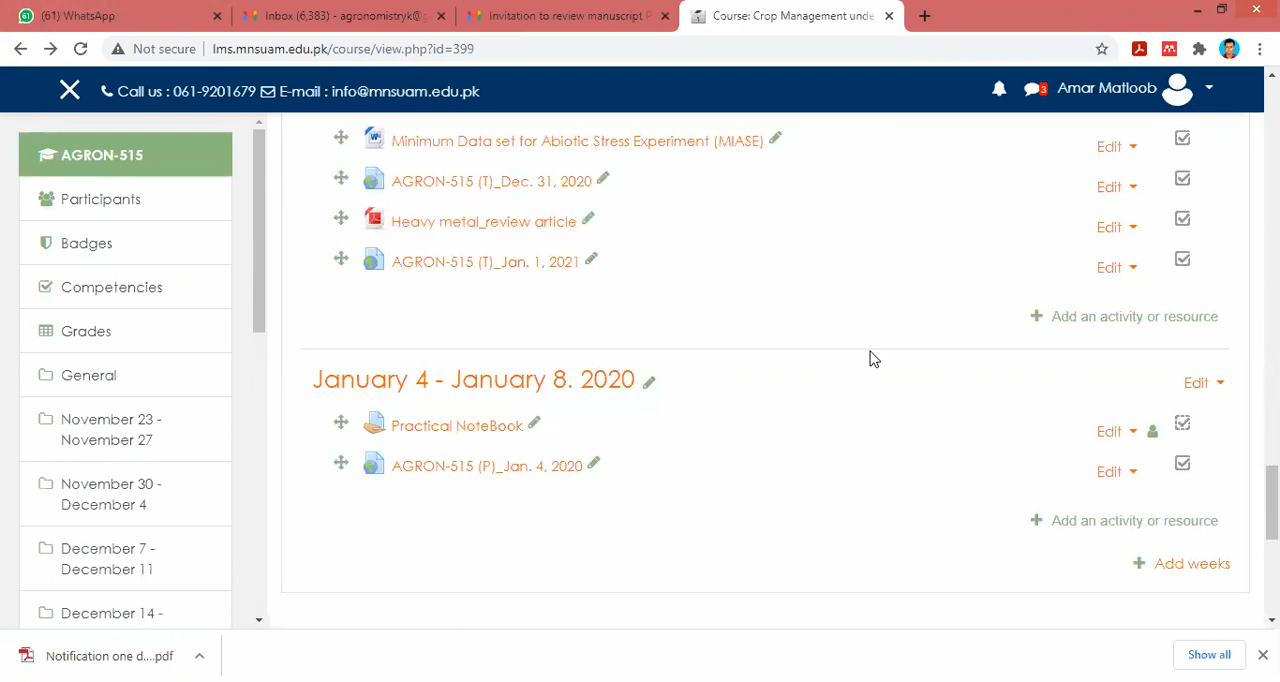 (61) WhatsApp
Inbox (6,383) - agronomistryk@g
Invitation to review manuscript P
Course: Crop Management unde
Not secure
lms.mnsuam.edu.pk/course/view.php?id=399
Call us : 061-9201679 E-mail : info@mnsuam.edu.pk
3
Amar Matloob
AGRON-515
Participants
Badges
Competencies
Grades
General
November 23 -
November 27
November 30 -
December 4
December 7 -
December 11
December 14 -
Minimum Data set for Abiotic Stress Experiment (MIASE)
Edit
AGRON-515 (T)_Dec. 31, 2020
Edit
Heavy metal_review article
Edit
AGRON-515 (T)_Jan. 1, 2021
Edit
Add an activity or resource
January 4 - January 8. 2020
Edit
Practical NoteBook
Edit
AGRON-515 (P)_Jan. 4, 2020
Edit
Add an activity or resource
Add weeks
Notification one d....pdf
Show all